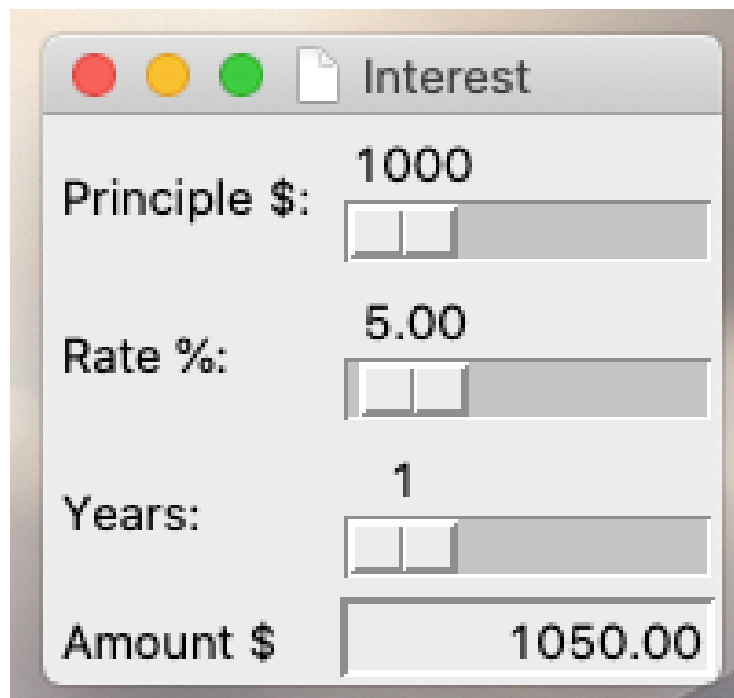 Interest
1000
Principle $:
5.00
Rate %:
1
Years:
Amount $ 1050.00